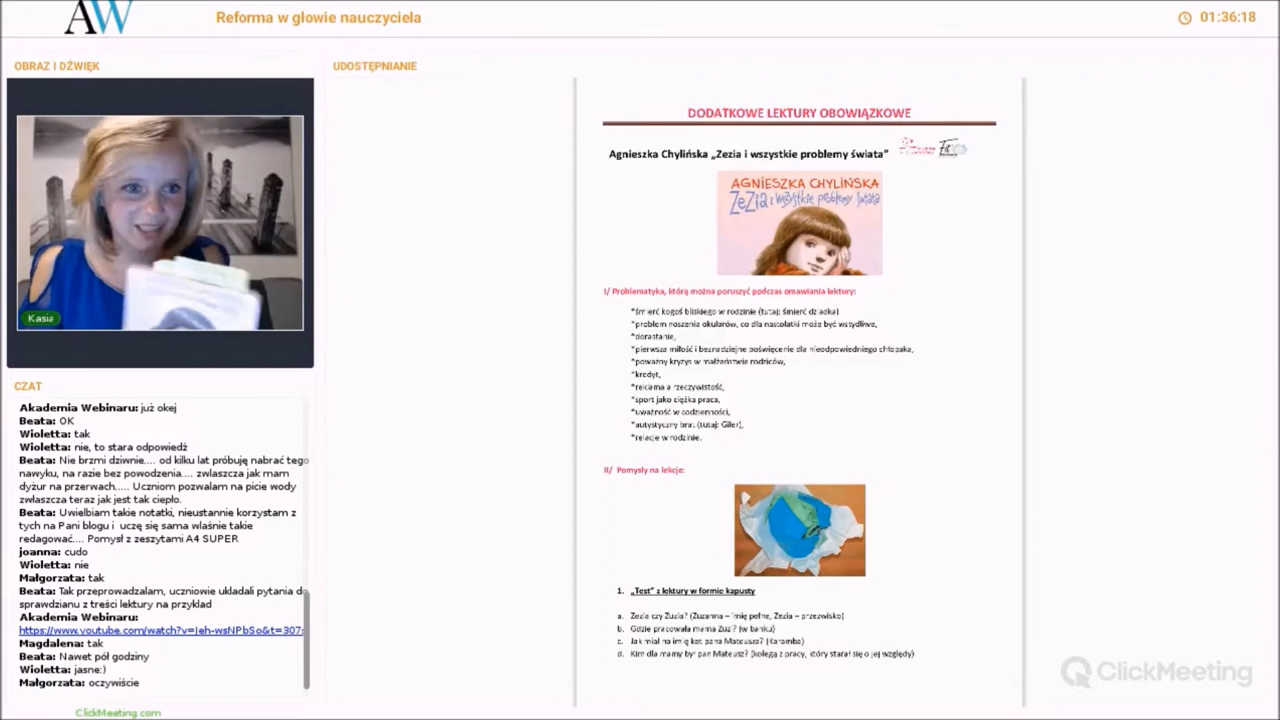 AW
Reforma w głowie nauczyciela
01:36:18
OBRAZ I DŹWIĘK
UDOSTĘPNIANIE
Kasia
CZAT
Akademia Webinaru: już okej
Beata: OK
Wioletta: tak
Wioletta: nie, to stara odpowiedź
Beata: Nie brzmi dziwnie.... od kilku lat próbuję nabrać tego
nawyku, na razie bez powodzenia.... zwłaszcza jak mam
dyżur na przerwach..... Uczniom pozwalam na picie wody
zwłaszcza teraz jak jest tak ciepło.
Beata: Uwielbiam takie notatki, nieustannie korzystam z
tych na Pani blogu i uczę się sama właśnie takie
redagować.... Pomysł z zeszytami A4 SUPER
joanna: cudo
Wioletta: nie
Małgorzata: tak
Beata: Tak przeprowadzałam, uczniowie układali pytania do
sprawdzianu z treści lektury na przykład
Akademia Webinaru:
https://www.youtube.com/watch?v=Jeh-wsNPbSo&t=307s
Magdalena: tak
Beata: Nawet pół godziny
Wioletta: jasne:)
Małgorzata: oczywiście
ClickMeeting.com
DODATKOWE LEKTURY OBOWIĄZKOWE
Agnieszka Chylińska „Zezia i wszystkie problemy świata"
AGNIESZKA CHYLIŃSKA
ZeZia i wszystkie problemy świata
I/ Problematyka, którą można poruszyć podczas omawiania lektury:
*śmierć kogoś bliskiego w rodzinie (tutaj: śmierć dziadka)
*problem noszenia okularów, co dla nastolatki może być wstydliwe,
*dorastanie,
*pierwsza miłość i beznadziejne poświęcenie dla nieodpowiedniego chłopaka,
*poważny kryzys w małżeństwie rodziców,
*kredyt,
*reklama a rzeczywistość,
*sport jako ciężka praca,
*uważność w codzienności,
*autystyczny brat (tutaj: Giler),
*relacje w rodzinie.
II/ Pomysły na lekcje:
1. „Test" z lektury w formie kapusty
a. Zezia czy Zuzia? (Zuzanna – imię pełne, Zezia – przezwisko)
b. Gdzie pracowała mama Zuzi? (w banku)
c. Jak miał na imię kot pana Mateusza? (Karamba)
d. Kim dla mamy był pan Mateusz? (kolegą z pracy, który starał się o jej względy)
ClickMeeting